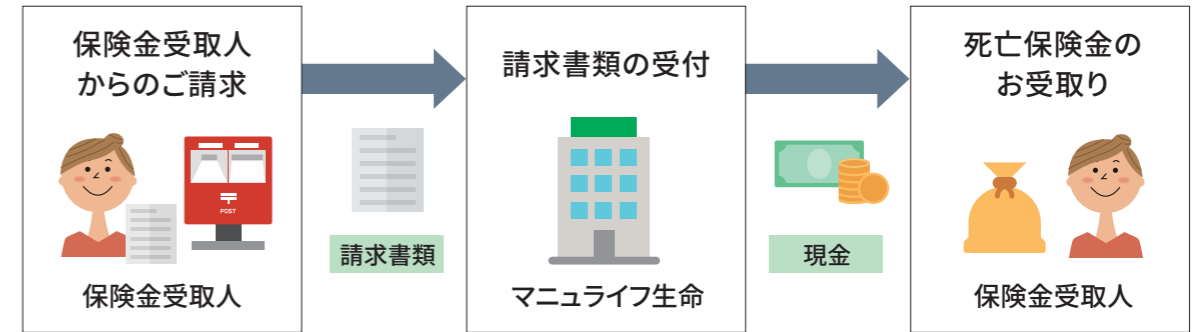 保険金受取人
からのご請求
POST
保険金受取人
請求書類
請求書類の受付
マニュライフ生命
現金
死亡保険金の
お受取り
保険金受取人